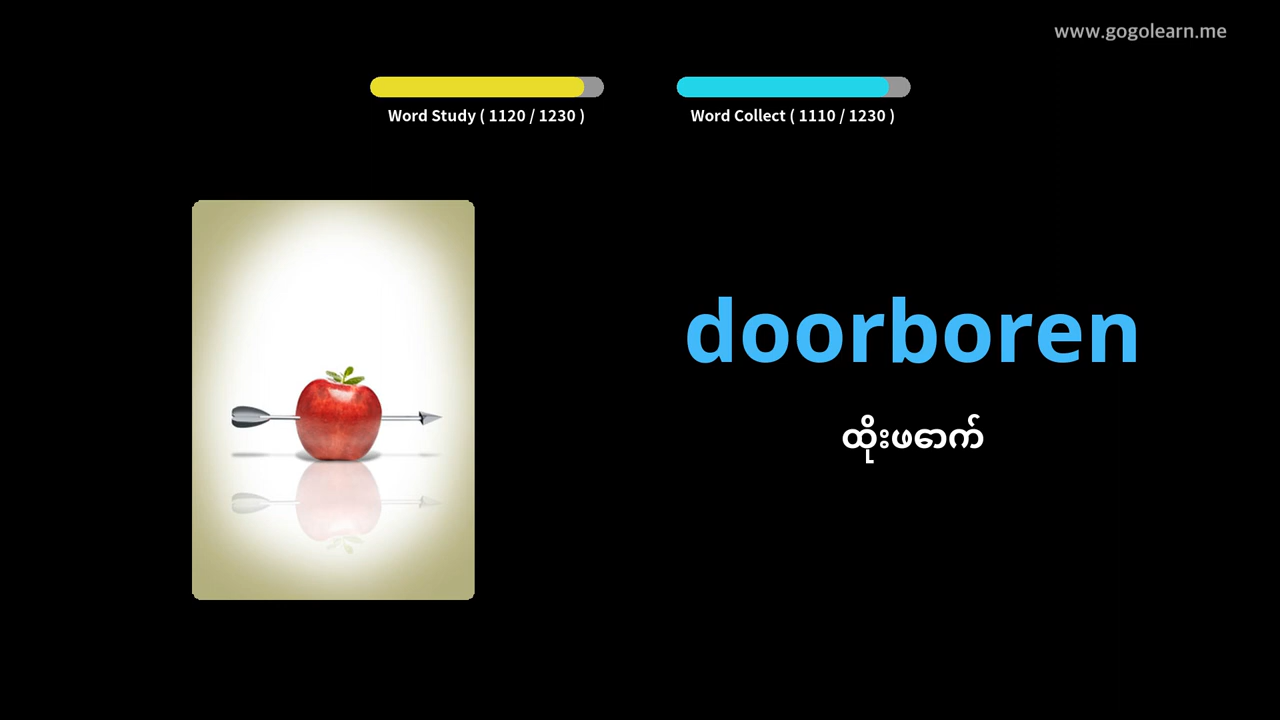 www.gogolearn.me
Word Study ( 1120 / 1230 )
Word Collect ( 1110 / 1230 )
doorboren
ထိုးဖောက်